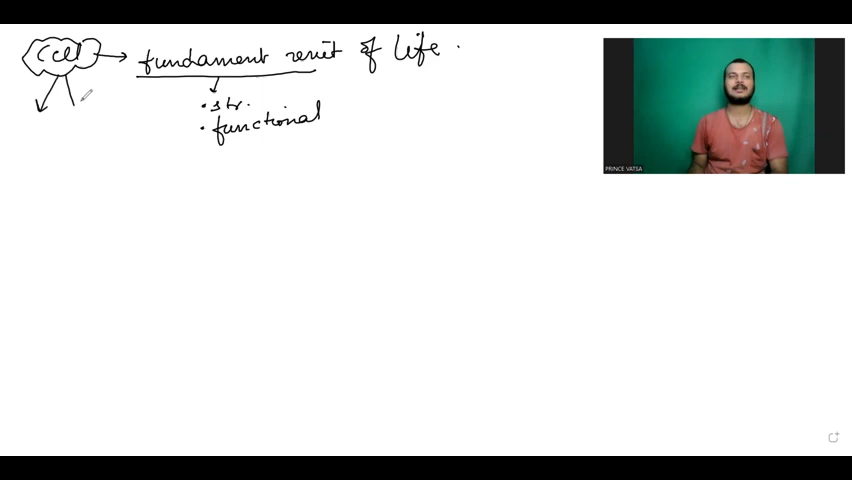 Cell → fundament unit of life.
• str.
• functional
PRINCE VATSA